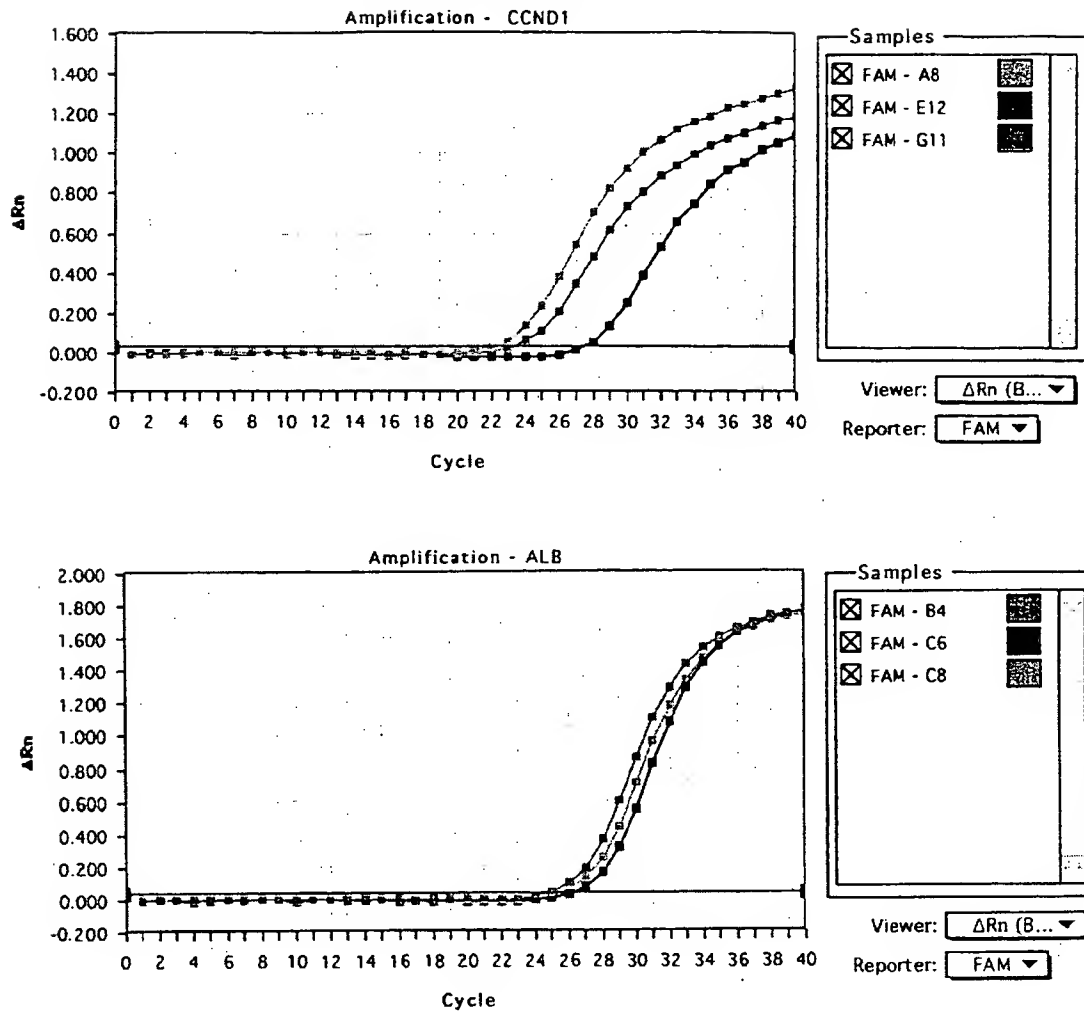 Amplification - CCND1
1.600
1.400
1.200
1.000
0.800
0.600
0.400
0.200
0.000
-0.200
ΔRn
0 2 4 6 8 10 12 14 16 18 20 22 24 26 28 30 32 34 36 38 40
Cycle
Samples
FAM - A8
FAM - E12
FAM - G11
Viewer: ΔRn (B... ▼
Reporter: FAM ▼
Amplification - ALB
2.000
1.800
1.600
1.400
1.200
1.000
0.800
0.600
0.400
0.200
0.000
-0.200
ΔRn
0 2 4 6 8 10 12 14 16 18 20 22 24 26 28 30 32 34 36 38 40
Cycle
Samples
FAM - B4
FAM - C6
FAM - C8
Viewer: ΔRn (B... ▼
Reporter: FAM ▼